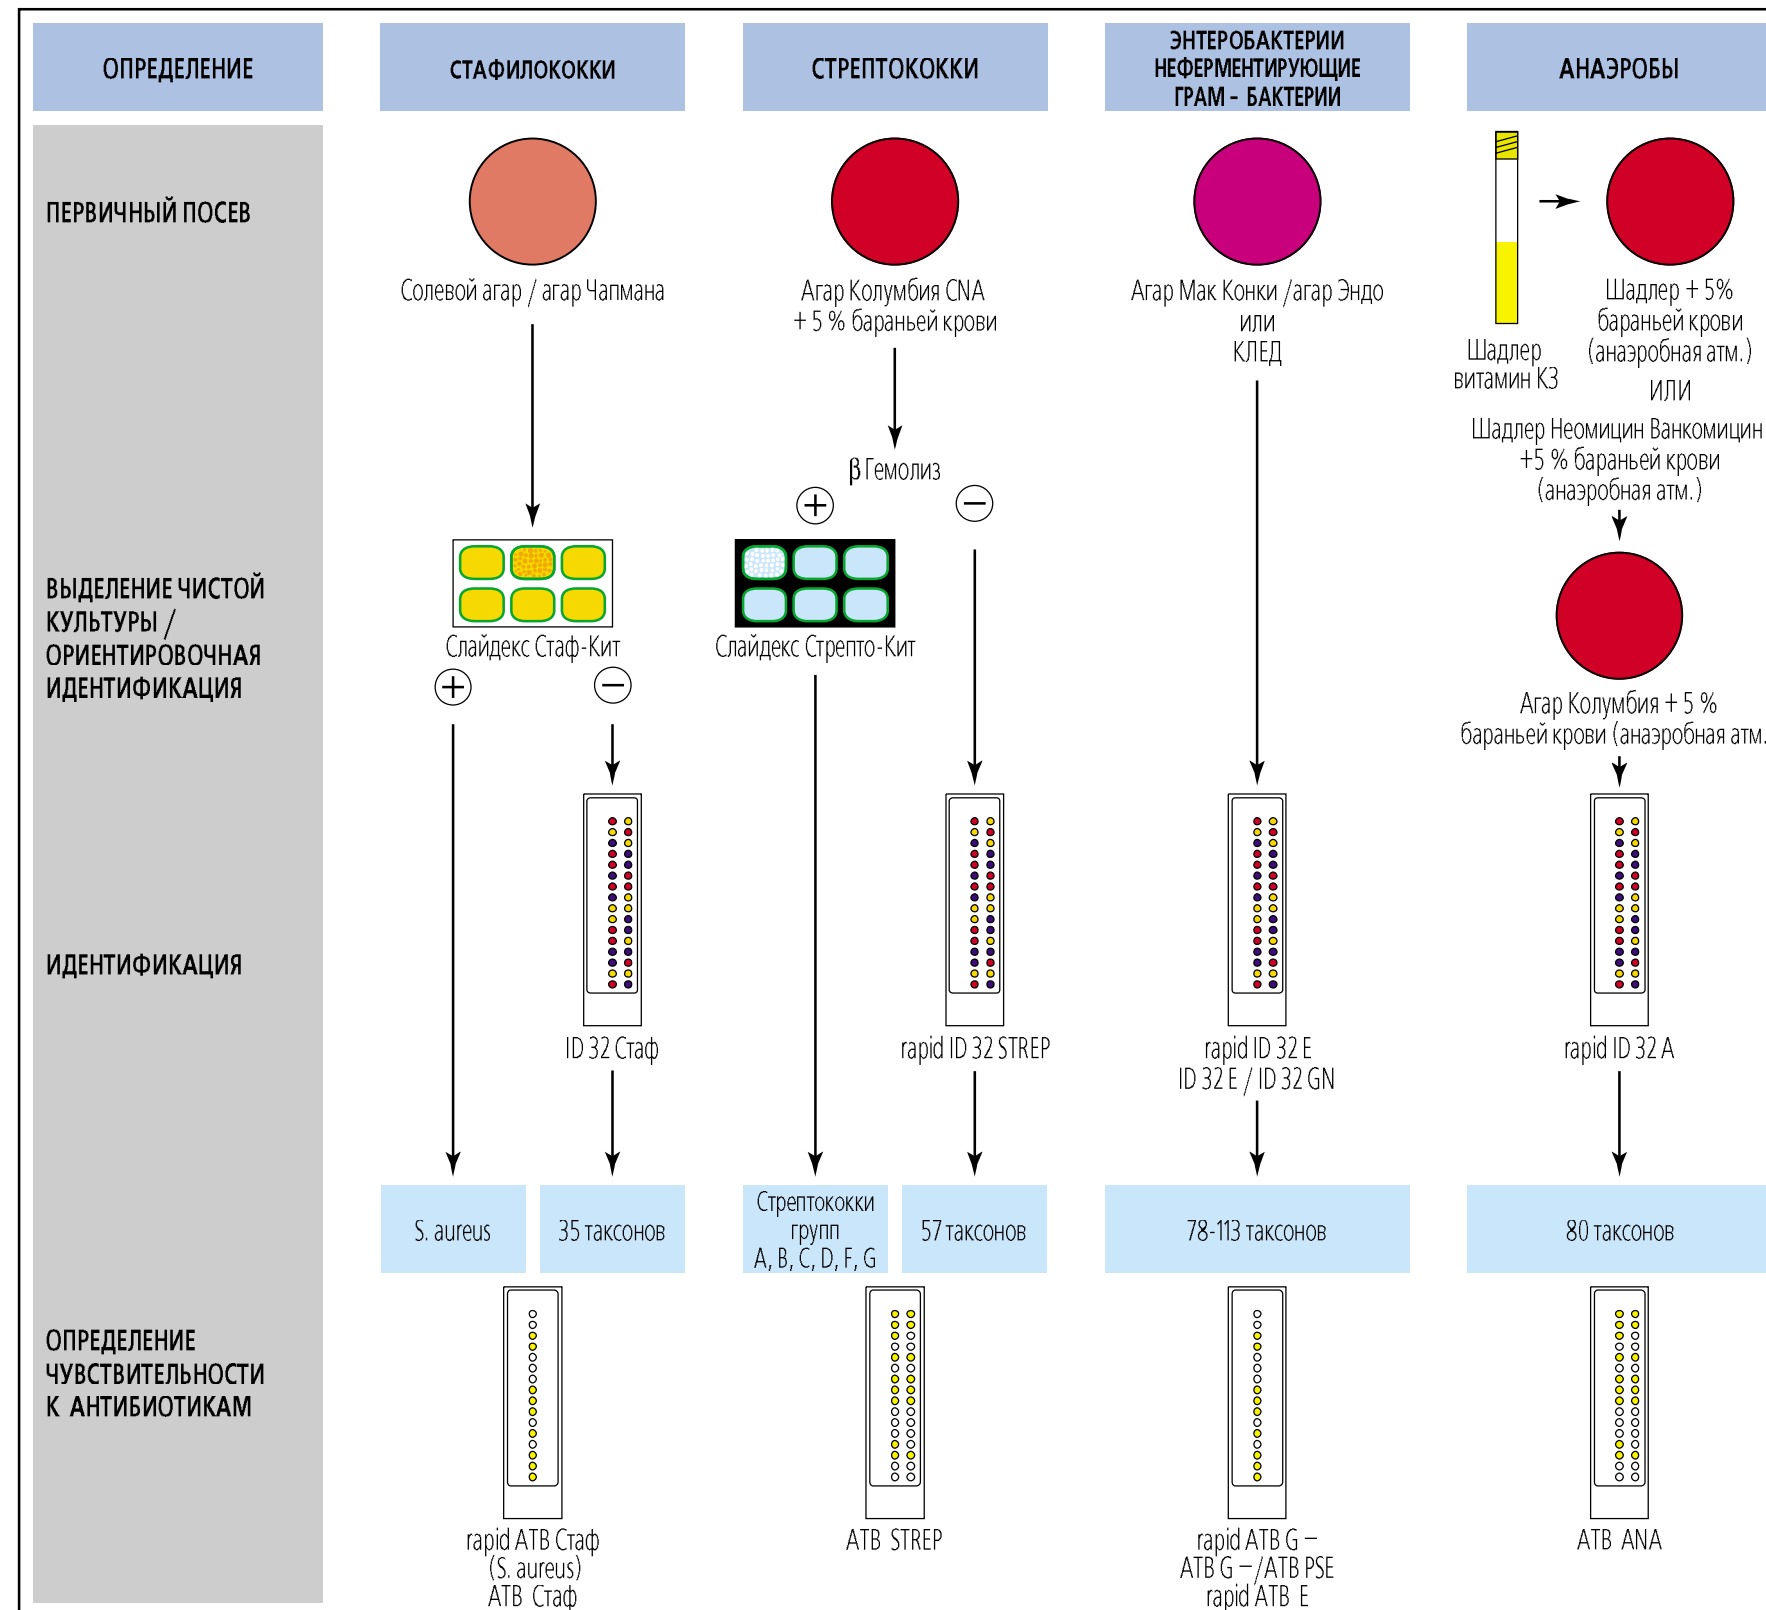 ОПРЕДЕЛЕНИЕ
СТАФИЛОКОККИ
СТРЕПТОКОККИ
ЭНТЕРОБАКТЕРИИ
НЕФЕРМЕНТИРУЮЩИЕ
ГРАМ - БАКТЕРИИ
АНАЭРОБЫ
ПЕРВИЧНЫЙ ПОСЕВ
Солевой агар / агар Чапмана
Агар Колумбия CNA
+ 5 % бараньей крови
Агар Мак Конки /агар Эндо
или
КЛЕД
Шадлер
витамин К3
Шадлер + 5%
бараньей крови
(анаэробная атм.)
ИЛИ
Шадлер Неомицин Ванкомицин
+5 % бараньей крови
(анаэробная атм.)
β Гемолиз
+
−
ВЫДЕЛЕНИЕ ЧИСТОЙ
КУЛЬТУРЫ /
ОРИЕНТИРОВОЧНАЯ
ИДЕНТИФИКАЦИЯ
Слайдекс Стаф-Кит
+
−
Слайдекс Стрепто-Кит
Агар Колумбия + 5 %
бараньей крови (анаэробная атм.
ИДЕНТИФИКАЦИЯ
ID 32 Стаф
rapid ID 32 STREP
rapid ID 32 E
ID 32 E / ID 32 GN
rapid ID 32 A
S. aureus
35 таксонов
Стрептококки
групп
A, B, C, D, F, G
57 таксонов
78-113 таксонов
80 таксонов
ОПРЕДЕЛЕНИЕ
ЧУВСТВИТЕЛЬНОСТИ
К АНТИБИОТИКАМ
rapid ATB Стаф
(S. aureus)
ATB Стаф
ATB STREP
rapid ATB G −
ATB G −/ATB PSE
rapid ATB E
ATB ANA